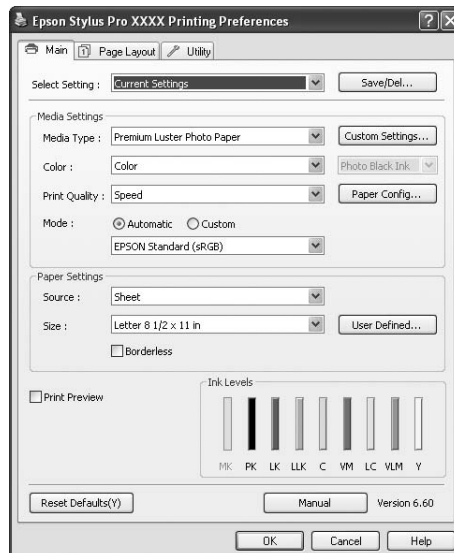 Epson Stylus Pro XXXX Printing Preferences
Main Page Layout Utility
Select Setting : Current Settings Save/Del...
Media Settings
Media Type : Premium Luster Photo Paper Custom Settings...
Color : Color Photo Black Ink
Print Quality : Speed Paper Config...
Mode : Automatic Custom
EPSON Standard (sRGB)
Paper Settings
Source : Sheet
Size : Letter 8 1/2 x 11 in User Defined...
Borderless
Print Preview
Ink Levels
MK PK LK LLK C VM LC VLM Y
Reset Defaults(Y) Manual Version 6.60
OK Cancel Help